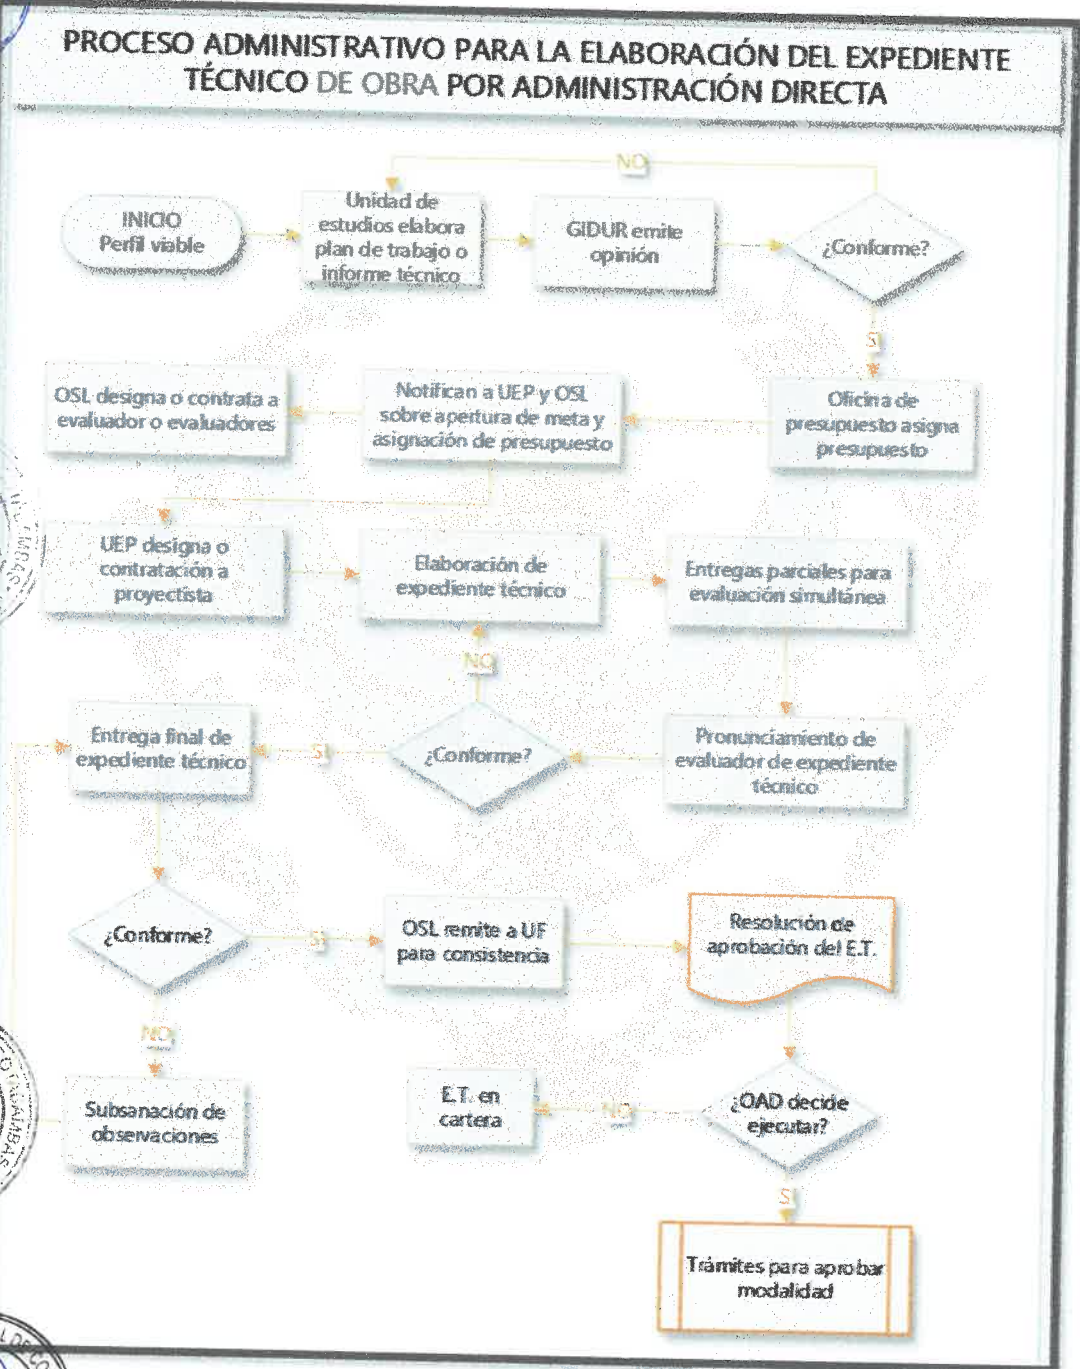 PROCESO ADMINISTRATIVO PARA LA ELABORACIÓN DEL EXPEDIENTE
TÉCNICO DE OBRA POR ADMINISTRACIÓN DIRECTA
NO
INICIO
Perfil viable
Unidad de
estudios elabora
plan de trabajo o
informe técnico
GIDUR emite
opinión
¿Conforme?
SI
OSL designa o contrata a
evaluador o evaluadores
Notifican a UEP y OSL
sobre apertura de meta y
asignación de presupuesto
Oficina de
presupuesto asigna
presupuesto
UEP designa o
contratación a
proyectista
Elaboración de
expediente técnico
Entregas parciales para
evaluación simultánea
NO
Entrega final de
expediente técnico
SI
¿Conforme?
Pronunciamiento de
evaluador de expediente
técnico
¿Conforme?
SI
OSL remite a UF
para consistencia
Resolución de
aprobación del E.T.
NO
Subsanación de
observaciones
E.T. en
cartera
NO
¿OAD decide
ejecutar?
SI
Trámites para aprobar
modalidad